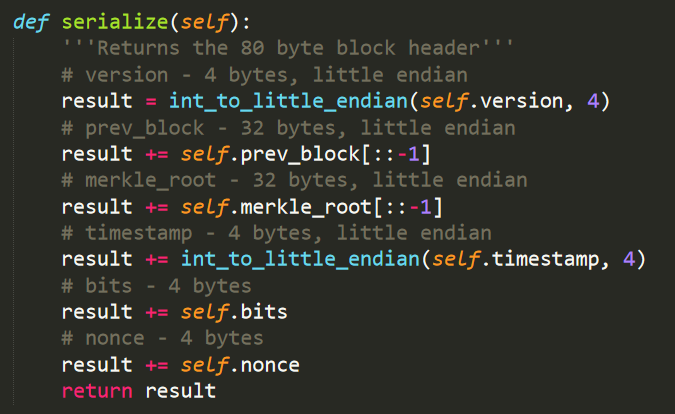 def serialize(self):
    '''Returns the 80 byte block header'''
    # version - 4 bytes, little endian
    result = int_to_little_endian(self.version, 4)
    # prev_block - 32 bytes, little endian
    result += self.prev_block[::-1]
    # merkle_root - 32 bytes, little endian
    result += self.merkle_root[::-1]
    # timestamp - 4 bytes, little endian
    result += int_to_little_endian(self.timestamp, 4)
    # bits - 4 bytes
    result += self.bits
    # nonce - 4 bytes
    result += self.nonce
    return result